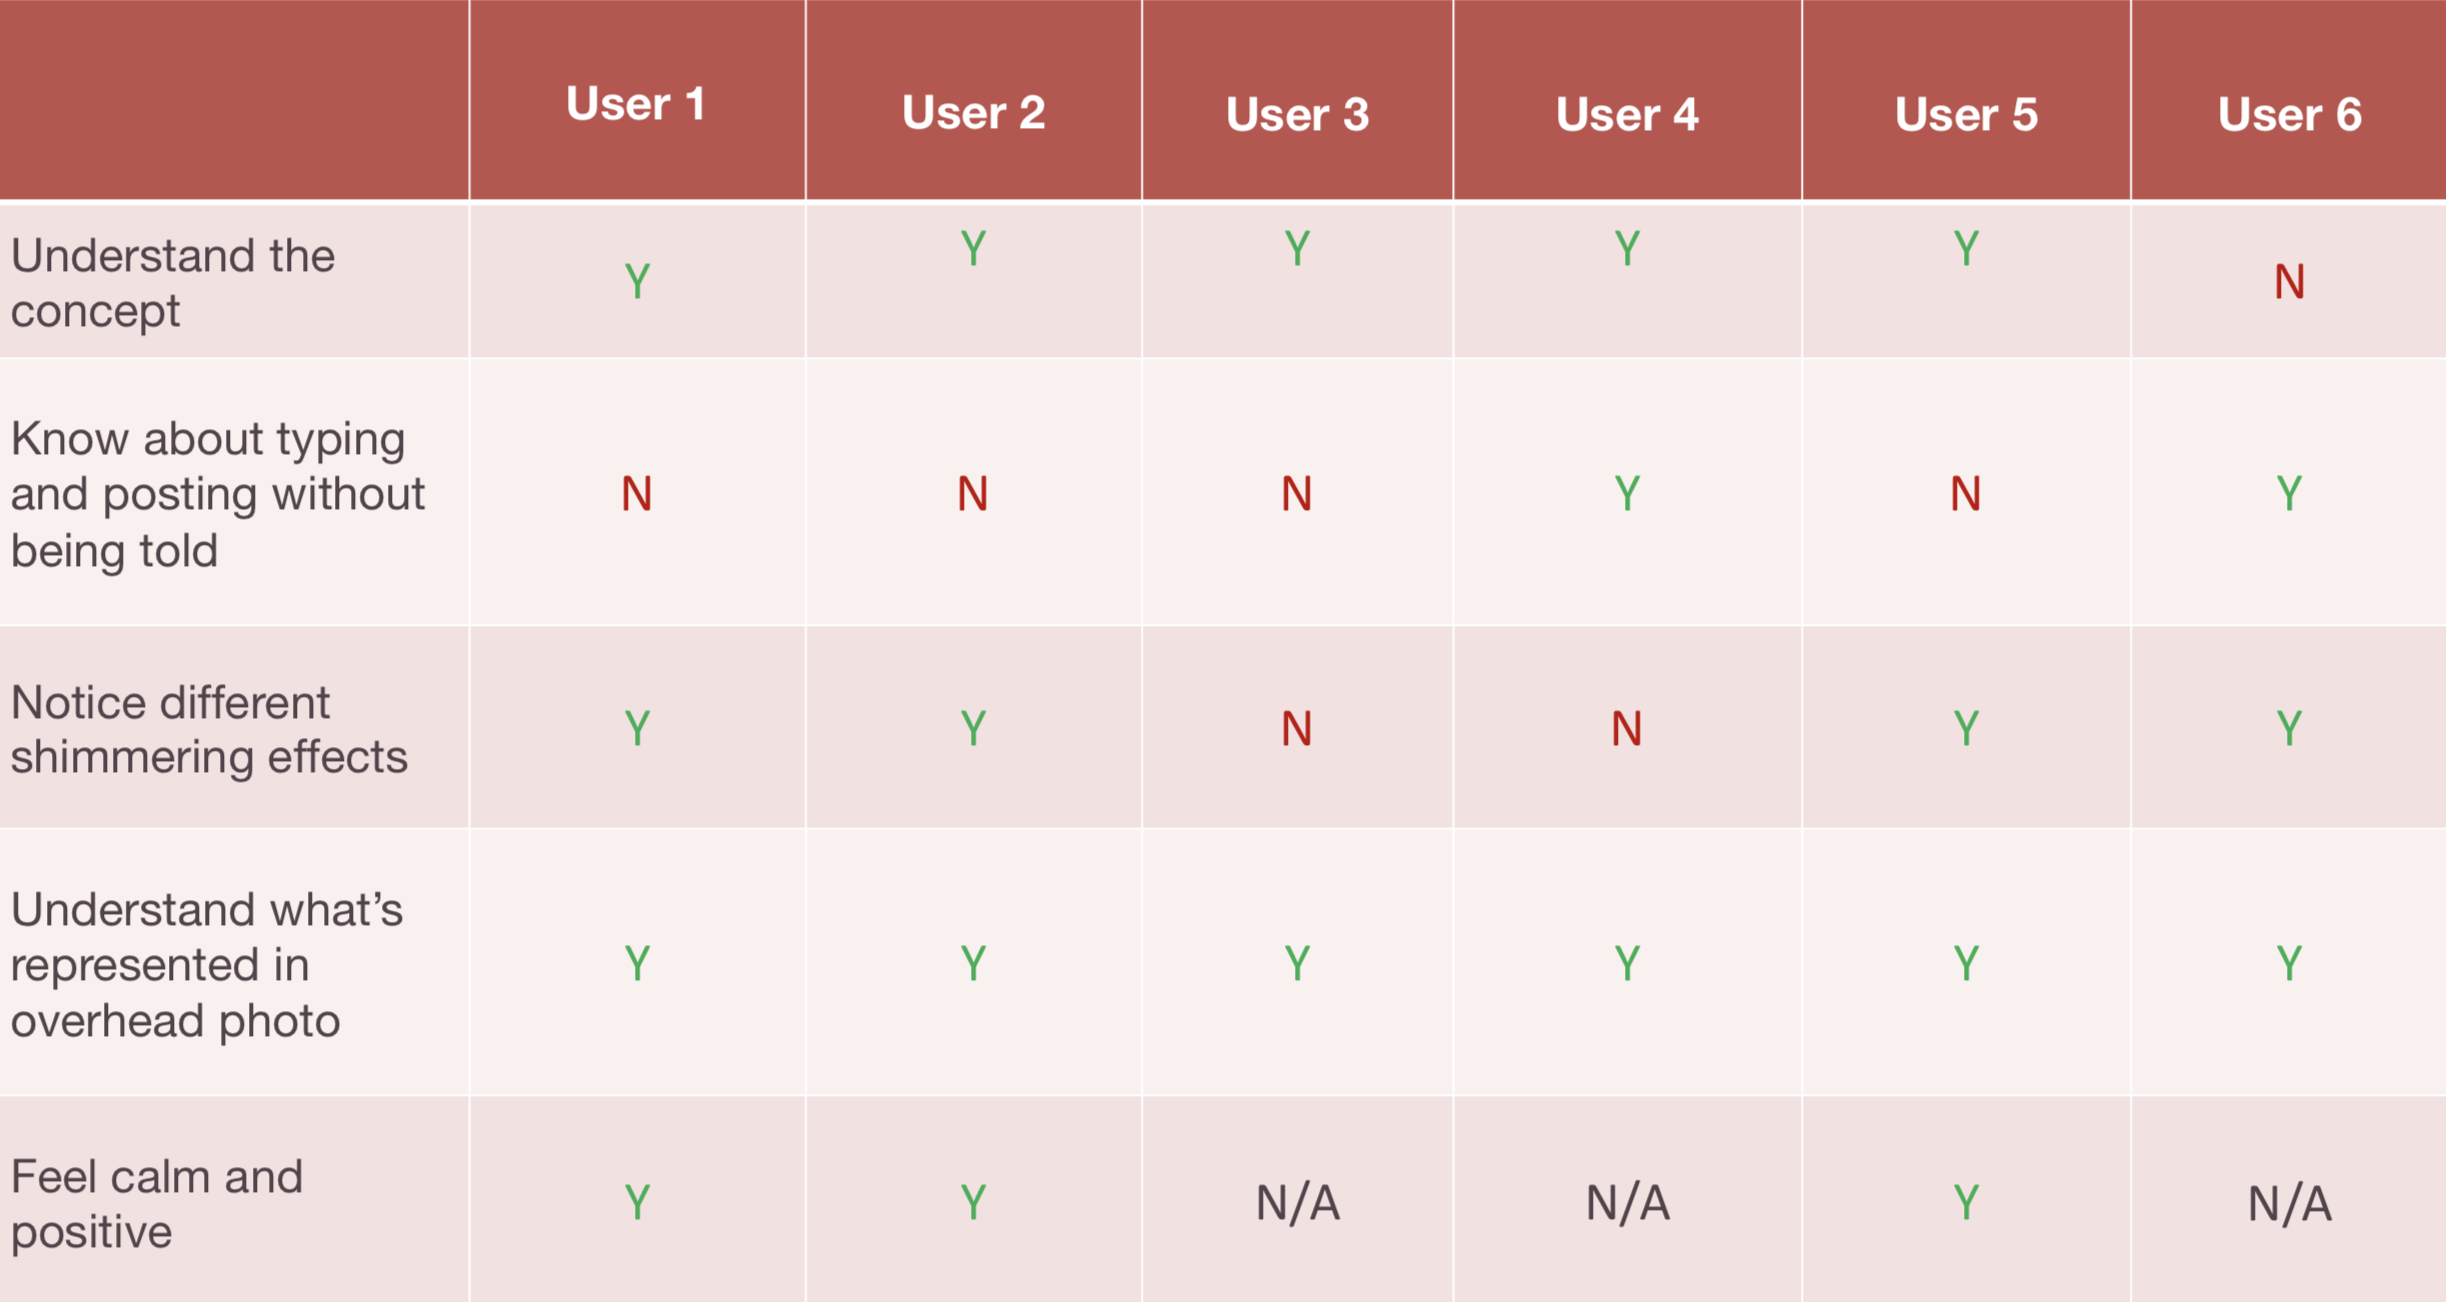 User 1 User 2 User 3 User 4 User 5 User 6
Understand the
concept
Y Y Y Y Y N
Know about typing
and posting without
being told
N N N Y N Y
Notice different
shimmering effects
Y Y N N Y Y
Understand what’s
represented in
overhead photo
Y Y Y Y Y Y
Feel calm and
positive
Y Y N/A N/A Y N/A